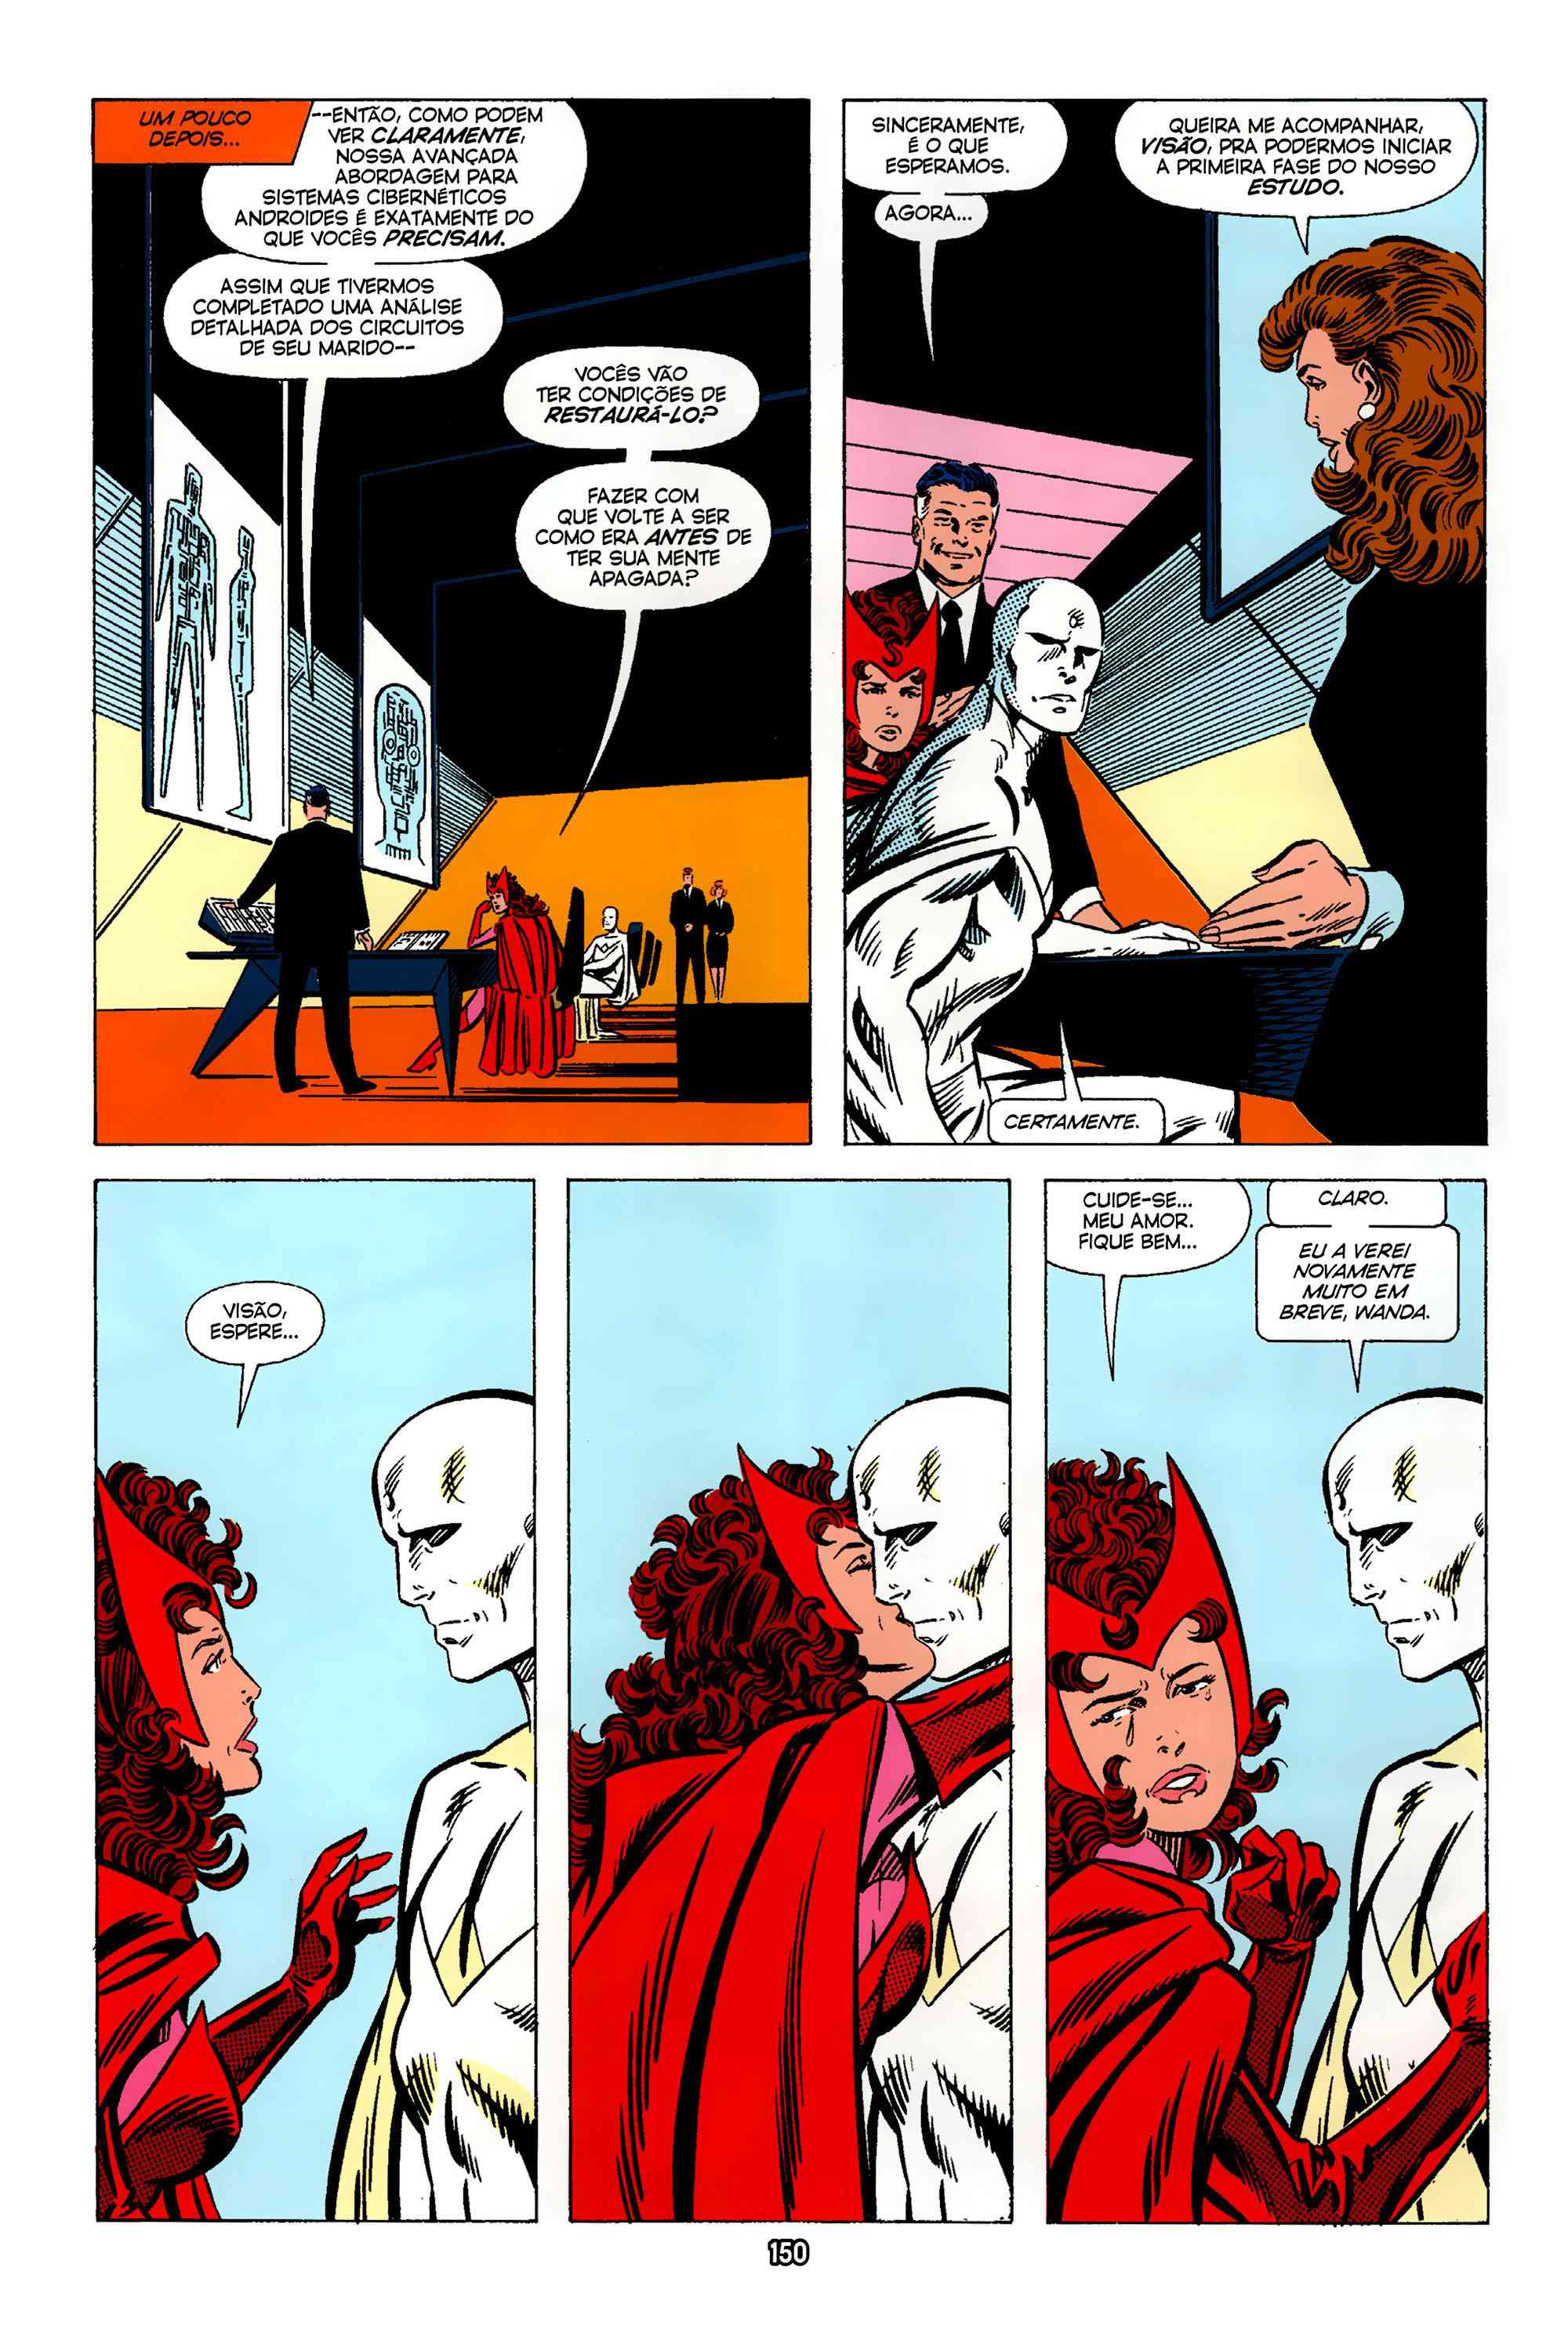 UM POUCO
DEPOIS...
--ENTÃO, COMO PODEM
VER CLARAMENTE,
NOSSA AVANÇADA
ABORDAGEM PARA
SISTEMAS CIBERNÉTICOS
ANDROIDES É EXATAMENTE DO
QUE VOCÊS PRECISAM.
ASSIM QUE TIVERMOS
COMPLETADO UMA ANÁLISE
DETALHADA DOS CIRCUITOS
DE SEU MARIDO--
VOCÊS VÃO
TER CONDIÇÕES DE
RESTAURÁ-LO?
FAZER COM
QUE VOLTE A SER
COMO ERA ANTES DE
TER SUA MENTE
APAGADA?
SINCERAMENTE,
É O QUE
ESPERAMOS.
AGORA...
QUEIRA ME ACOMPANHAR,
VISÃO, PRA PODERMOS INICIAR
A PRIMEIRA FASE DO NOSSO
ESTUDO.
CERTAMENTE.
VISÃO,
ESPERE...
CUIDE-SE...
MEU AMOR.
FIQUE BEM...
CLARO.
EU A VEREI
NOVAMENTE
MUITO EM
BREVE, WANDA.
150